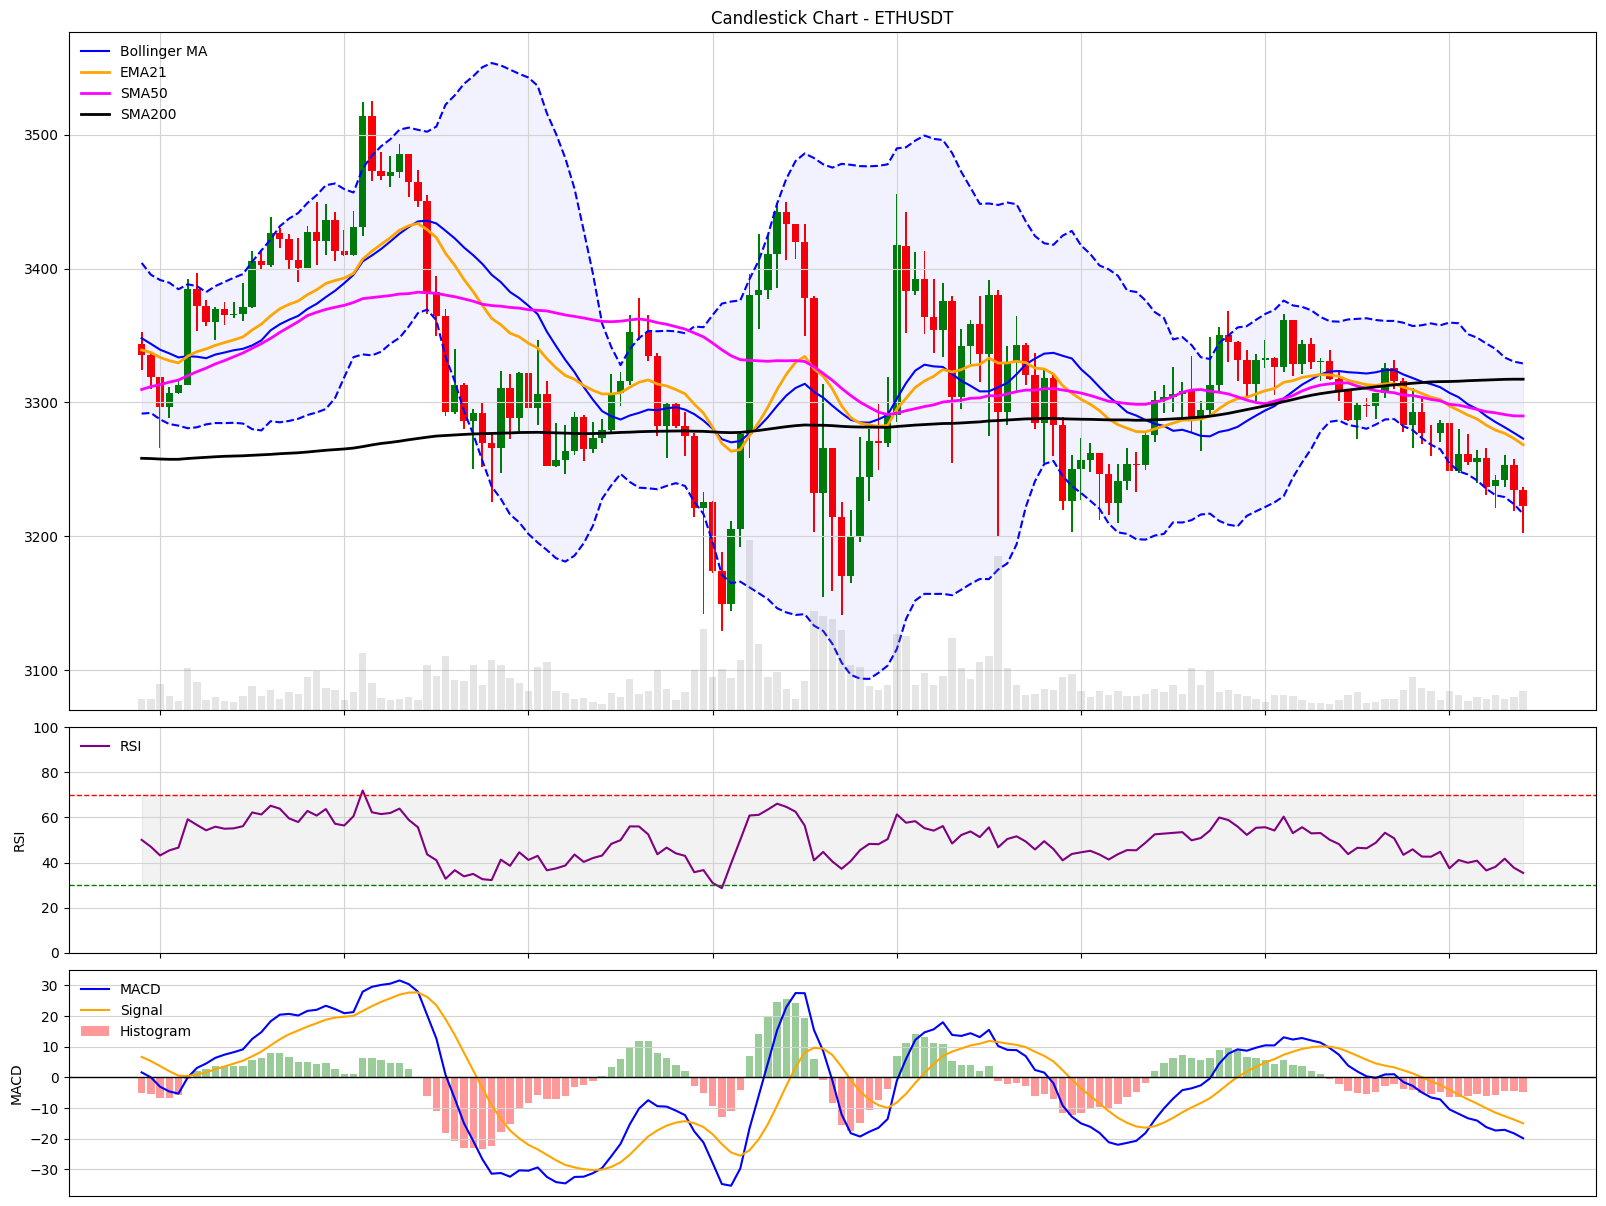 Candlestick Chart - ETHUSDT
Bollinger MA
EMA21
SMA50
SMA200
3500
3400
3300
3200
3100
RSI
100
80
60
40
20
0
RSI
MACD
Signal
Histogram
30
20
10
0
−10
−20
−30
MACD